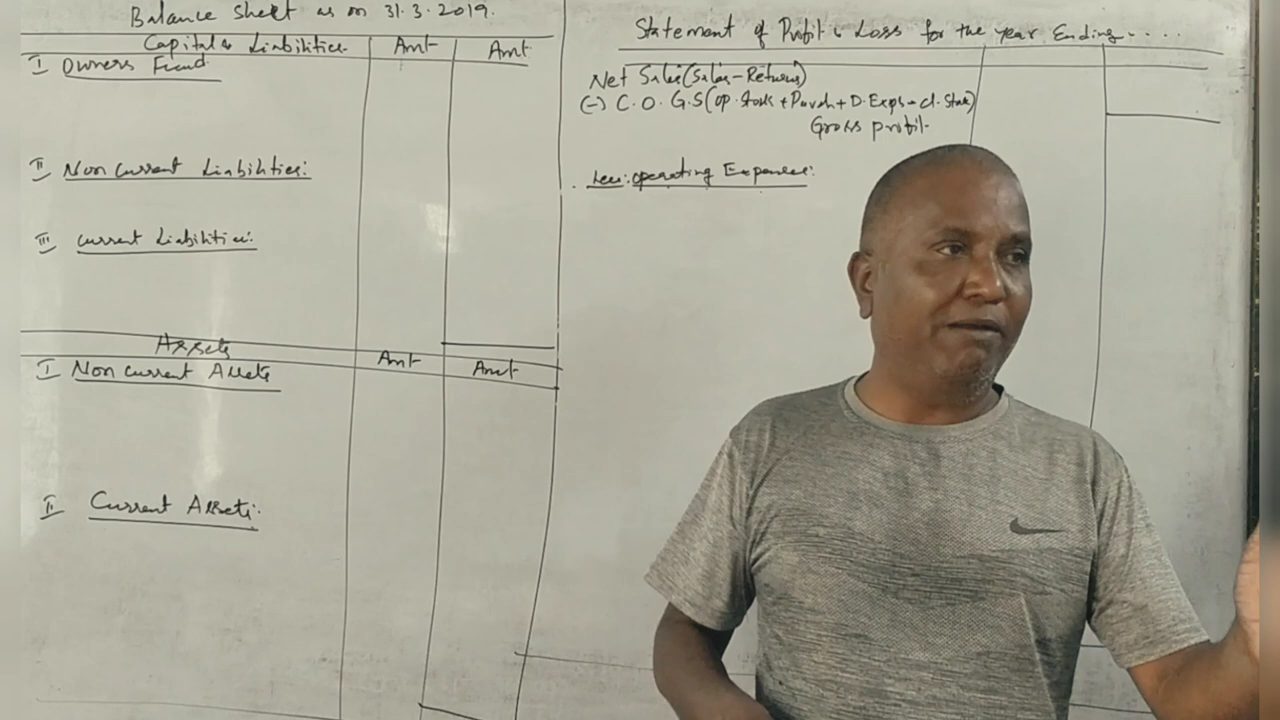 Balance Sheet as on 31.3.2019.
Capital & Liabilities Amt Amt
I Owners Fund
II Non Current Liabilities:
III Current Liabilities:
Assets Amt Amt
I Non Current Assets
II Current Assets:
Statement of Profit & Loss for the year Ending....
Net Sales (Sales - Returns)
(-) C.O.G.S (Op. Stock + Purch + D. Exps - Cl. Stock)
Gross profit
Less: operating Expenses: